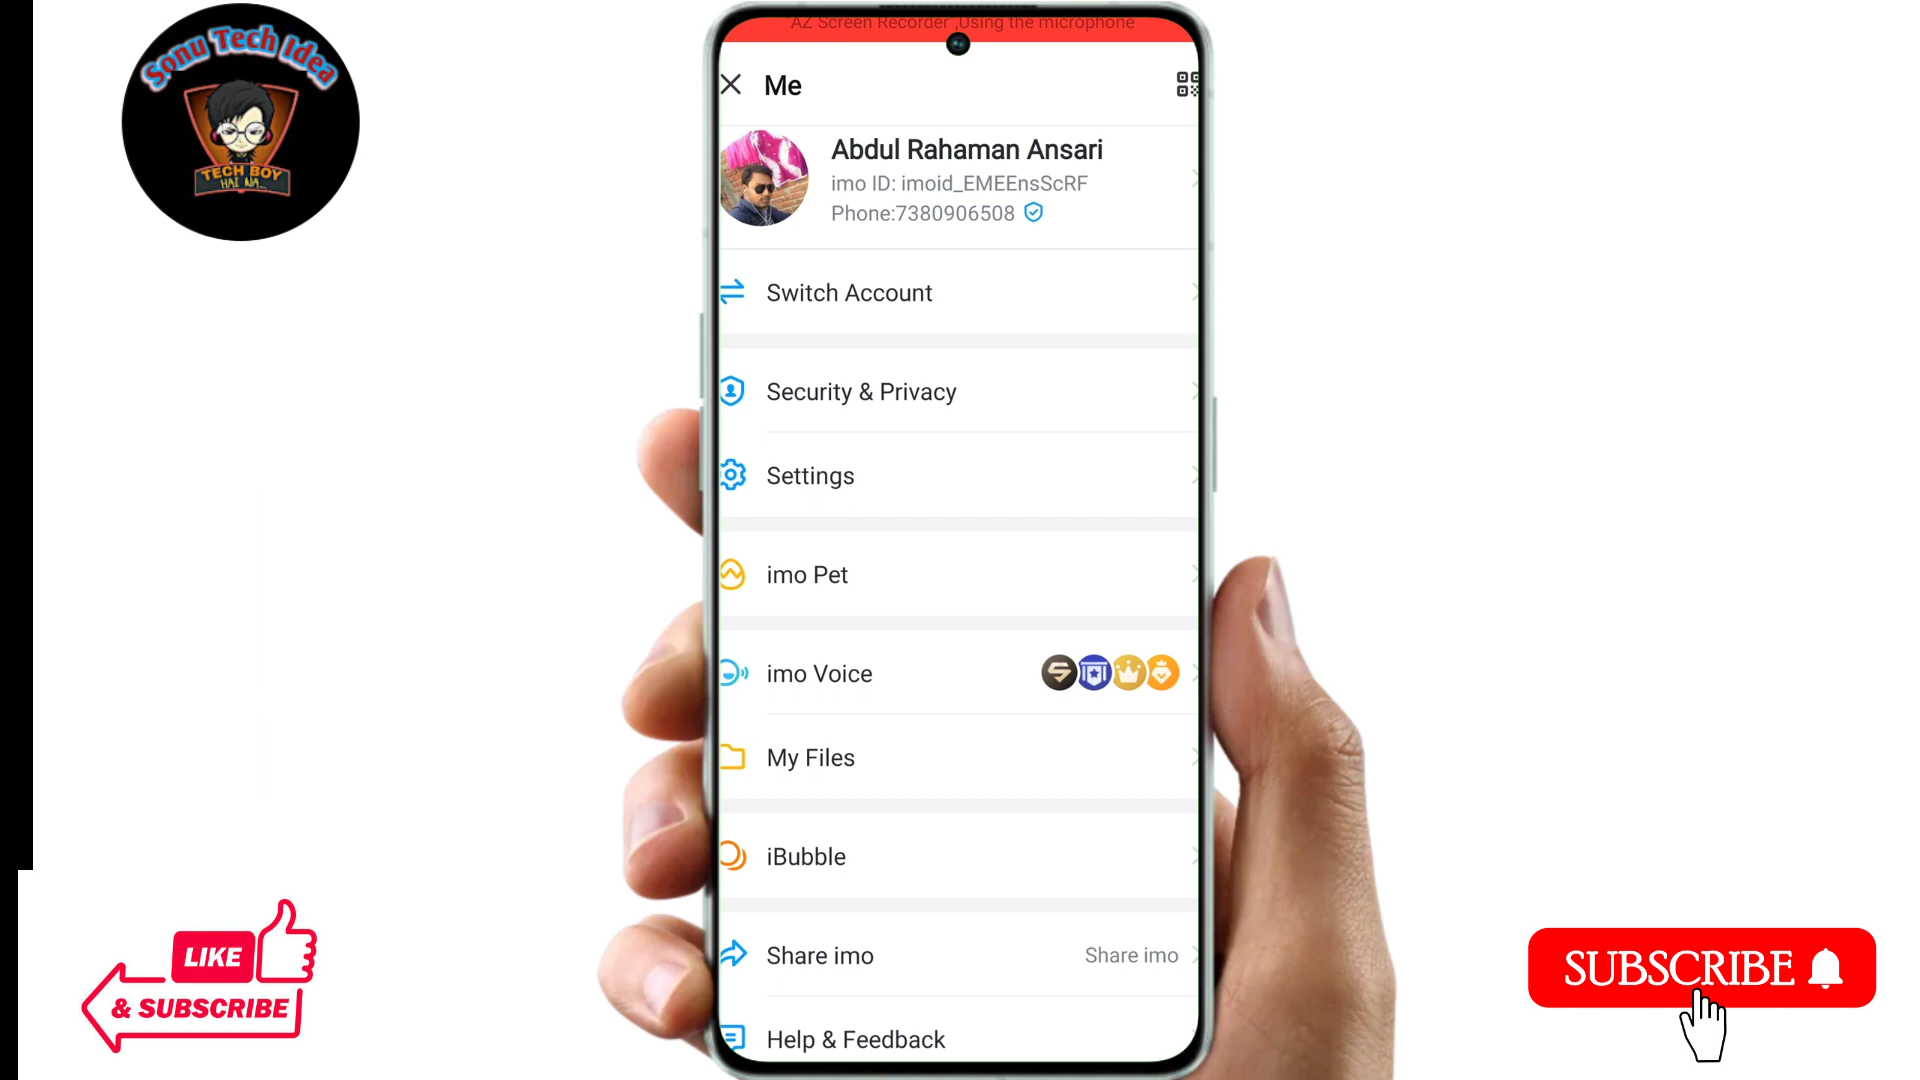 Sonu Tech Idea
TECH BOY
HAI NA...
"AZ Screen Recorder",Using the microphone
Me
Abdul Rahaman Ansari
imo ID: imoid_EMEEnsScRF
Phone:7380906508
Switch Account
Security & Privacy
Settings
imo Pet
imo Voice
My Files
iBubble
Share imo Share imo
Help & Feedback
LIKE
& SUBSCRIBE
SUBSCRIBE